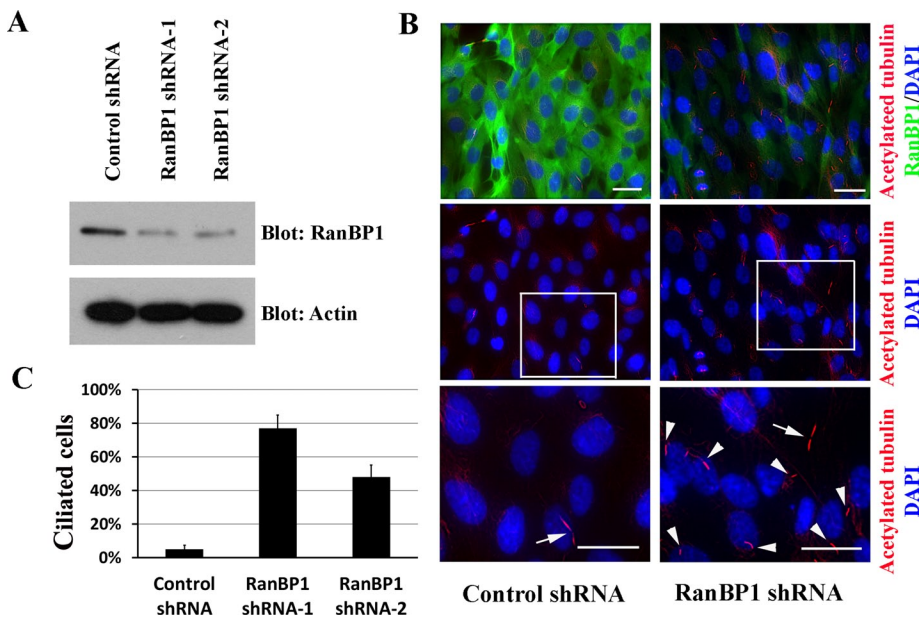 A
Control shRNA
RanBP1 shRNA-1
RanBP1 shRNA-2
Blot: RanBP1
Blot: Actin
B
Acetylateed tubulin
RanBP1/DAPI
Acetylated tubulin
DAPI
Acetylated tubulin
DAPI
Control shRNA
RanBP1 shRNA
C
Ciliated cells
100%
80%
60%
40%
20%
0%
Control
shRNA
RanBP1
shRNA-1
RanBP1
shRNA-2